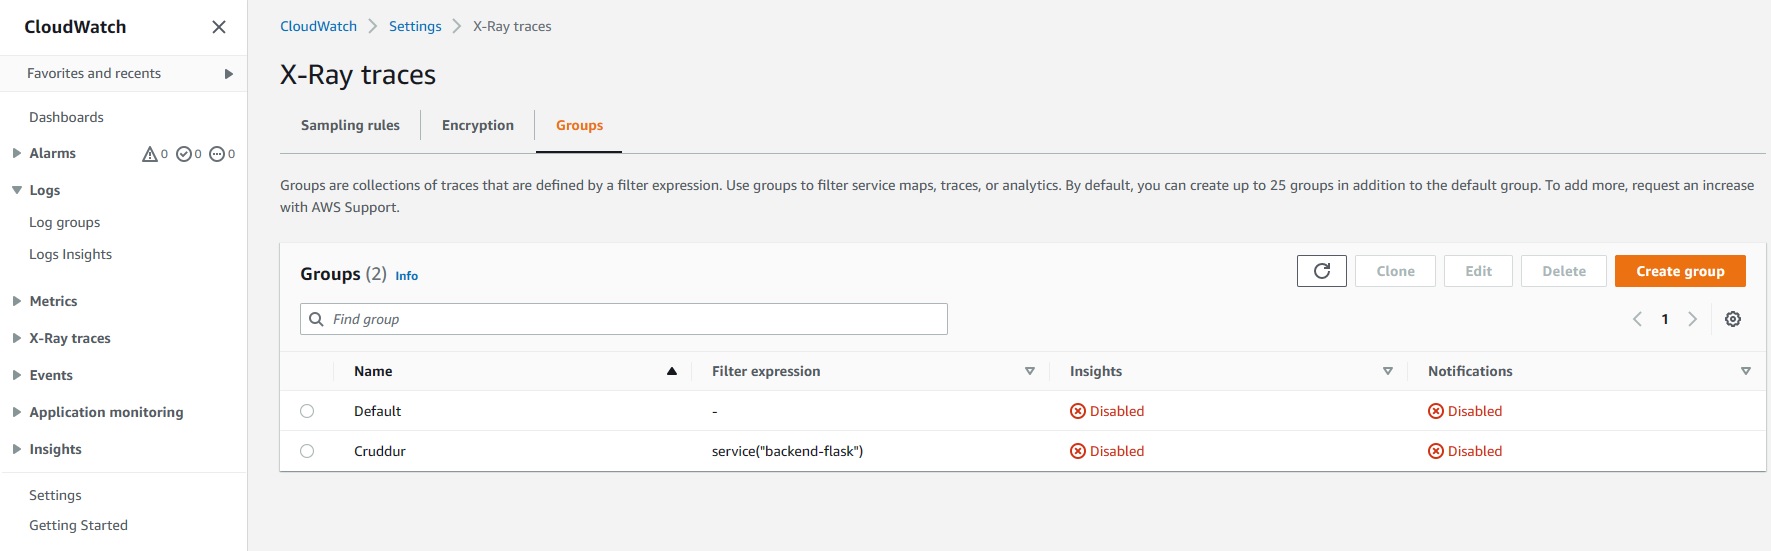 CloudWatch
Favorites and recents
Dashboards
Alarms 0 0 0
Logs
Log groups
Logs Insights
Metrics
X-Ray traces
Events
Application monitoring
Insights
Settings
Getting Started
CloudWatch Settings X-Ray traces
X-Ray traces
Sampling rules Encryption Groups
Groups are collections of traces that are defined by a filter expression. Use groups to filter service maps, traces, or analytics. By default, you can create up to 25 groups in addition to the default group. To add more, request an increase
with AWS Support.
Groups (2) Info Clone Edit Delete Create group
Find group 1
Name Filter expression Insights Notifications
Default - Disabled Disabled
Cruddur service("backend-flask") Disabled Disabled